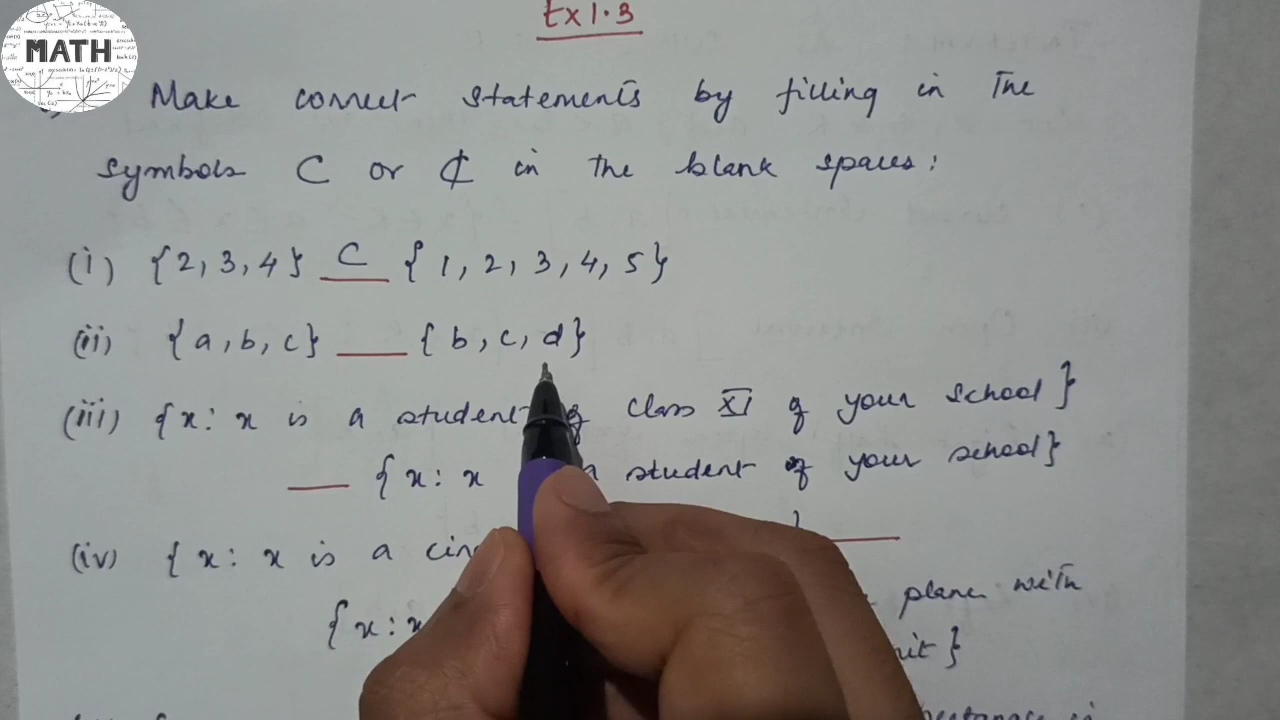 MATH
Ex 1.3
Make correct statements by filling in the
symbols ⊂ or ⊄ in the blank spaces:
(i) {2, 3, 4} ⊂ {1, 2, 3, 4, 5}
(ii) {a, b, c} ___ {b, c, d}
(iii) {x: x is a student of class XI of your school}
___ {x: x a student of your school}
(iv) {x: x is a } ___
{x: x plane with
}